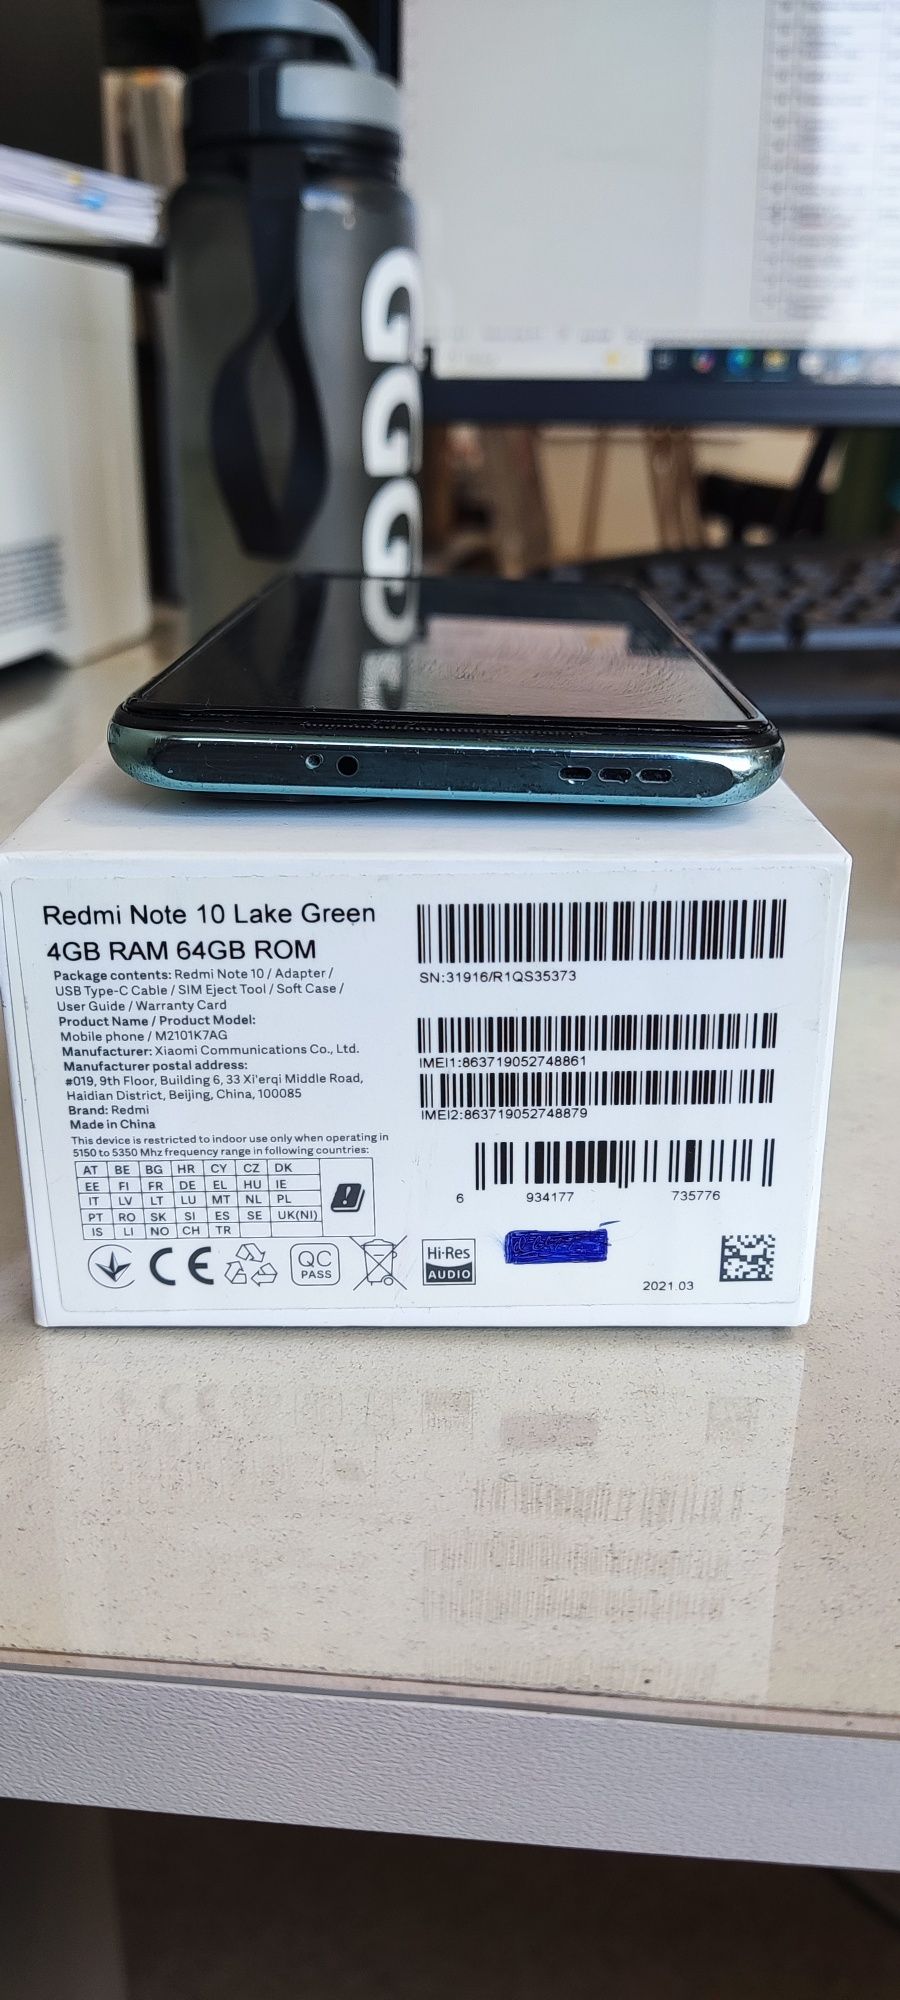 GGG
Redmi Note 10 Lake Green
4GB RAM 64GB ROM
Package contents: Redmi Note 10 / Adapter /
USB Type-C Cable / SIM Eject Tool / Soft Case /
User Guide / Warranty Card
Product Name / Product Model:
Mobile phone / M2101K7AG
Manufacturer: Xiaomi Communications Co., Ltd.
Manufacturer postal address:
#019, 9th Floor, Building 6, 33 Xi'erqi Middle Road,
Haidian District, Beijing, China, 100085
Brand: Redmi
Made in China
This device is restricted to indoor use only when operating in
5150 to 5350 Mhz frequency range in following countries:
AT BE BG HR CY CZ DK
EE FI FR DE EL HU IE
IT LV LT LU MT NL PL
PT RO SK SI ES SE UK(NI)
IS LI NO CH TR
CE
QC
PASS
Hi-Res
AUDIO
SN:31916/R1QS35373
IMEI1:863719052748861
IMEI2:863719052748879
6 934177 735776
2021.03